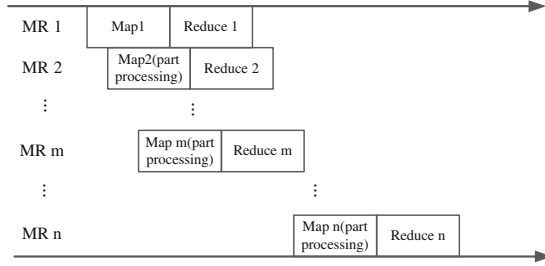 MR 1 Map1 Reduce 1
MR 2 Map2(part
processing) Reduce 2
⋮ ⋮
MR m Map m(part
processing) Reduce m
⋮ ⋮
MR n Map n(part
processing) Reduce n